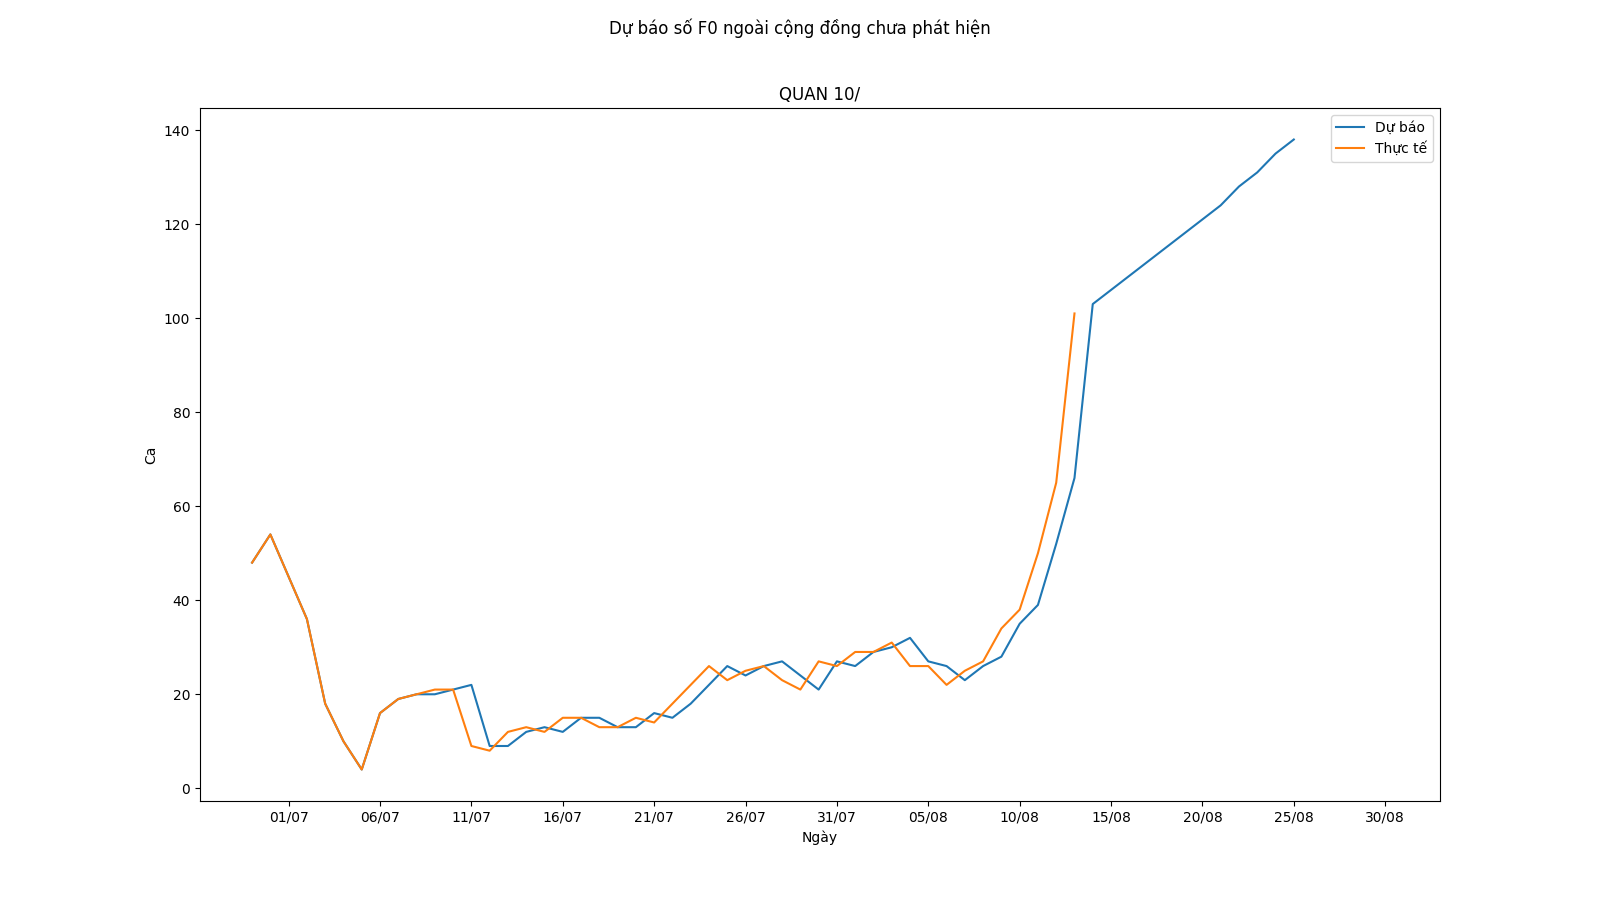 Dự báo số F0 ngoài cộng đồng chưa phát hiện
QUAN 10/
Dự báo
Thực tế
140
120
100
80
60
40
20
0
Ca
01/07 06/07 11/07 16/07 21/07 26/07 31/07 05/08 10/08 15/08 20/08 25/08 30/08
Ngày